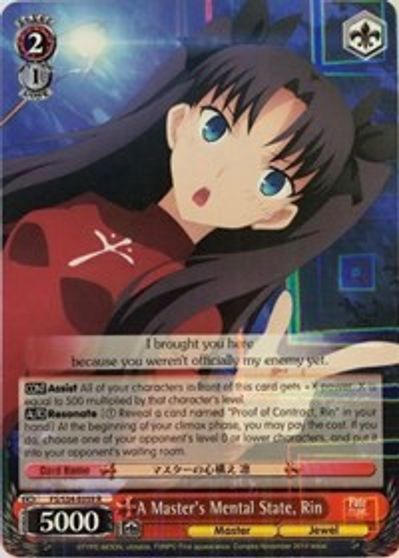 2
1
I brought you here
because you weren't officially my enemy yet.
CONT Assist All of your characters in front of this card gets +X power. X is
equal to 500 multiplied by that character's level.
AUTO Resonate [① Reveal a card named "Proof of Contract, Rin" in your
hand] At the beginning of your climax phase, you may pay the cost. If you
do, choose one of your opponent's level 0 or lower characters, and put it
into waiting room.
Card Name
マスターの心構え 凛
5000
A Master's Mental State, Rin
Master
Jewel